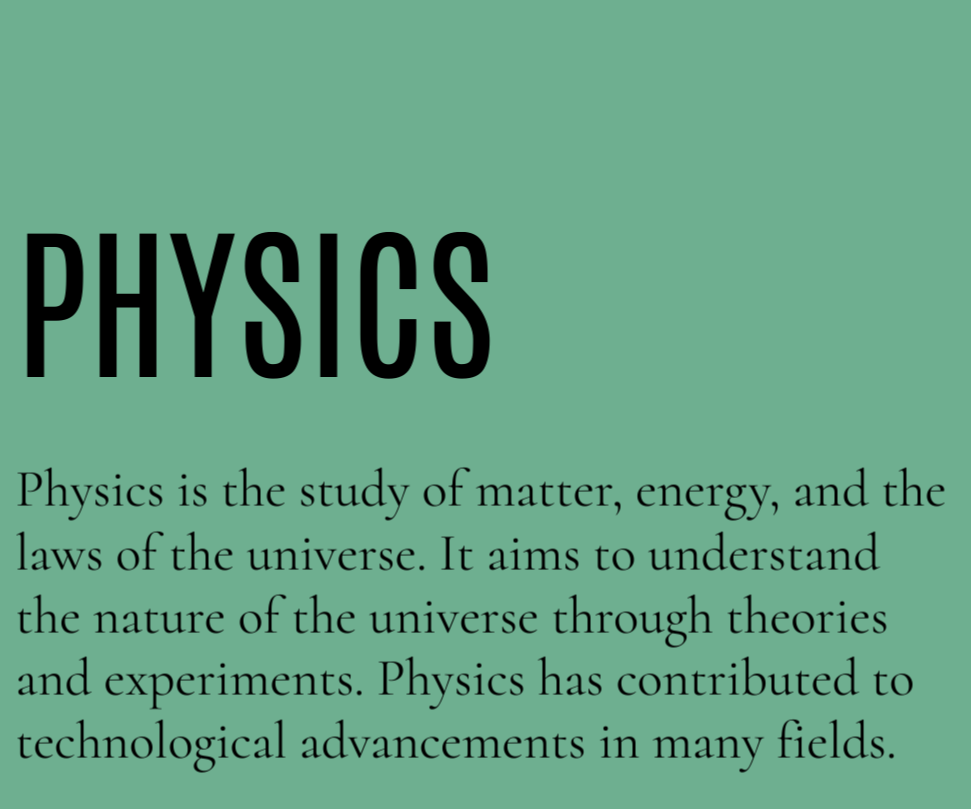 PHYSICS
Physics is the study of matter, energy, and the
laws of the universe. It aims to understand
the nature of the universe through theories
and experiments. Physics has contributed to
technological advancements in many fields.